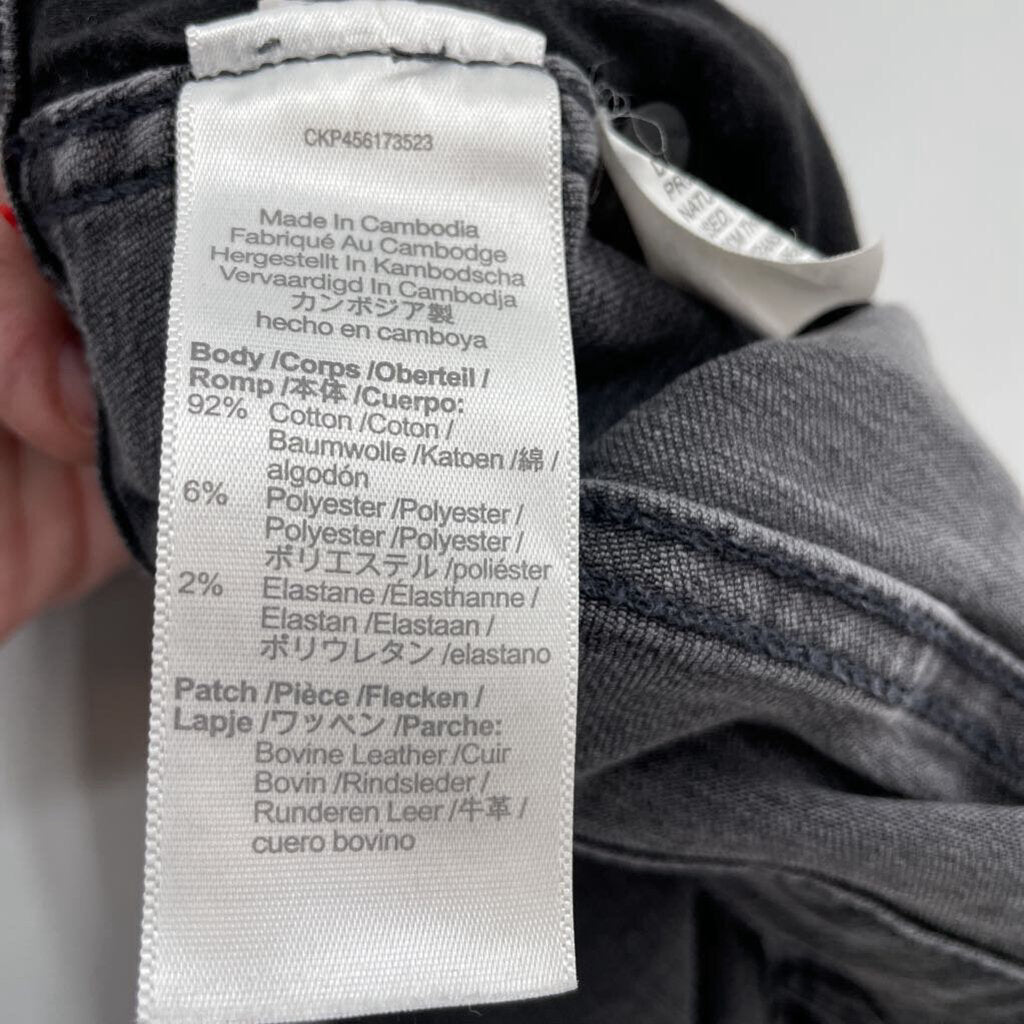 CKP456173523
Made In Cambodia
Fabriqué Au Cambodge
Hergestellt In Kambodscha
Vervaardigd In Cambodja
カンボジア製
hecho en camboya
Body /Corps /Oberteil /
Romp /本体 /Cuerpo:
92% Cotton /Coton /
Baumwolle /Katoen /綿 /
algodón
6% Polyester /Polyester /
Polyester /Polyester /
ポリエステル /poliéster
2% Elastane /Elasthanne /
Elastan /Elastaan /
ポリウレタン /elastano
Patch /Pièce /Flecken /
Lapje /ワッペン /Parche:
Bovine Leather /Cuir
Bovin /Rindsleder /
Runderen Leer /牛革 /
cuero bovino